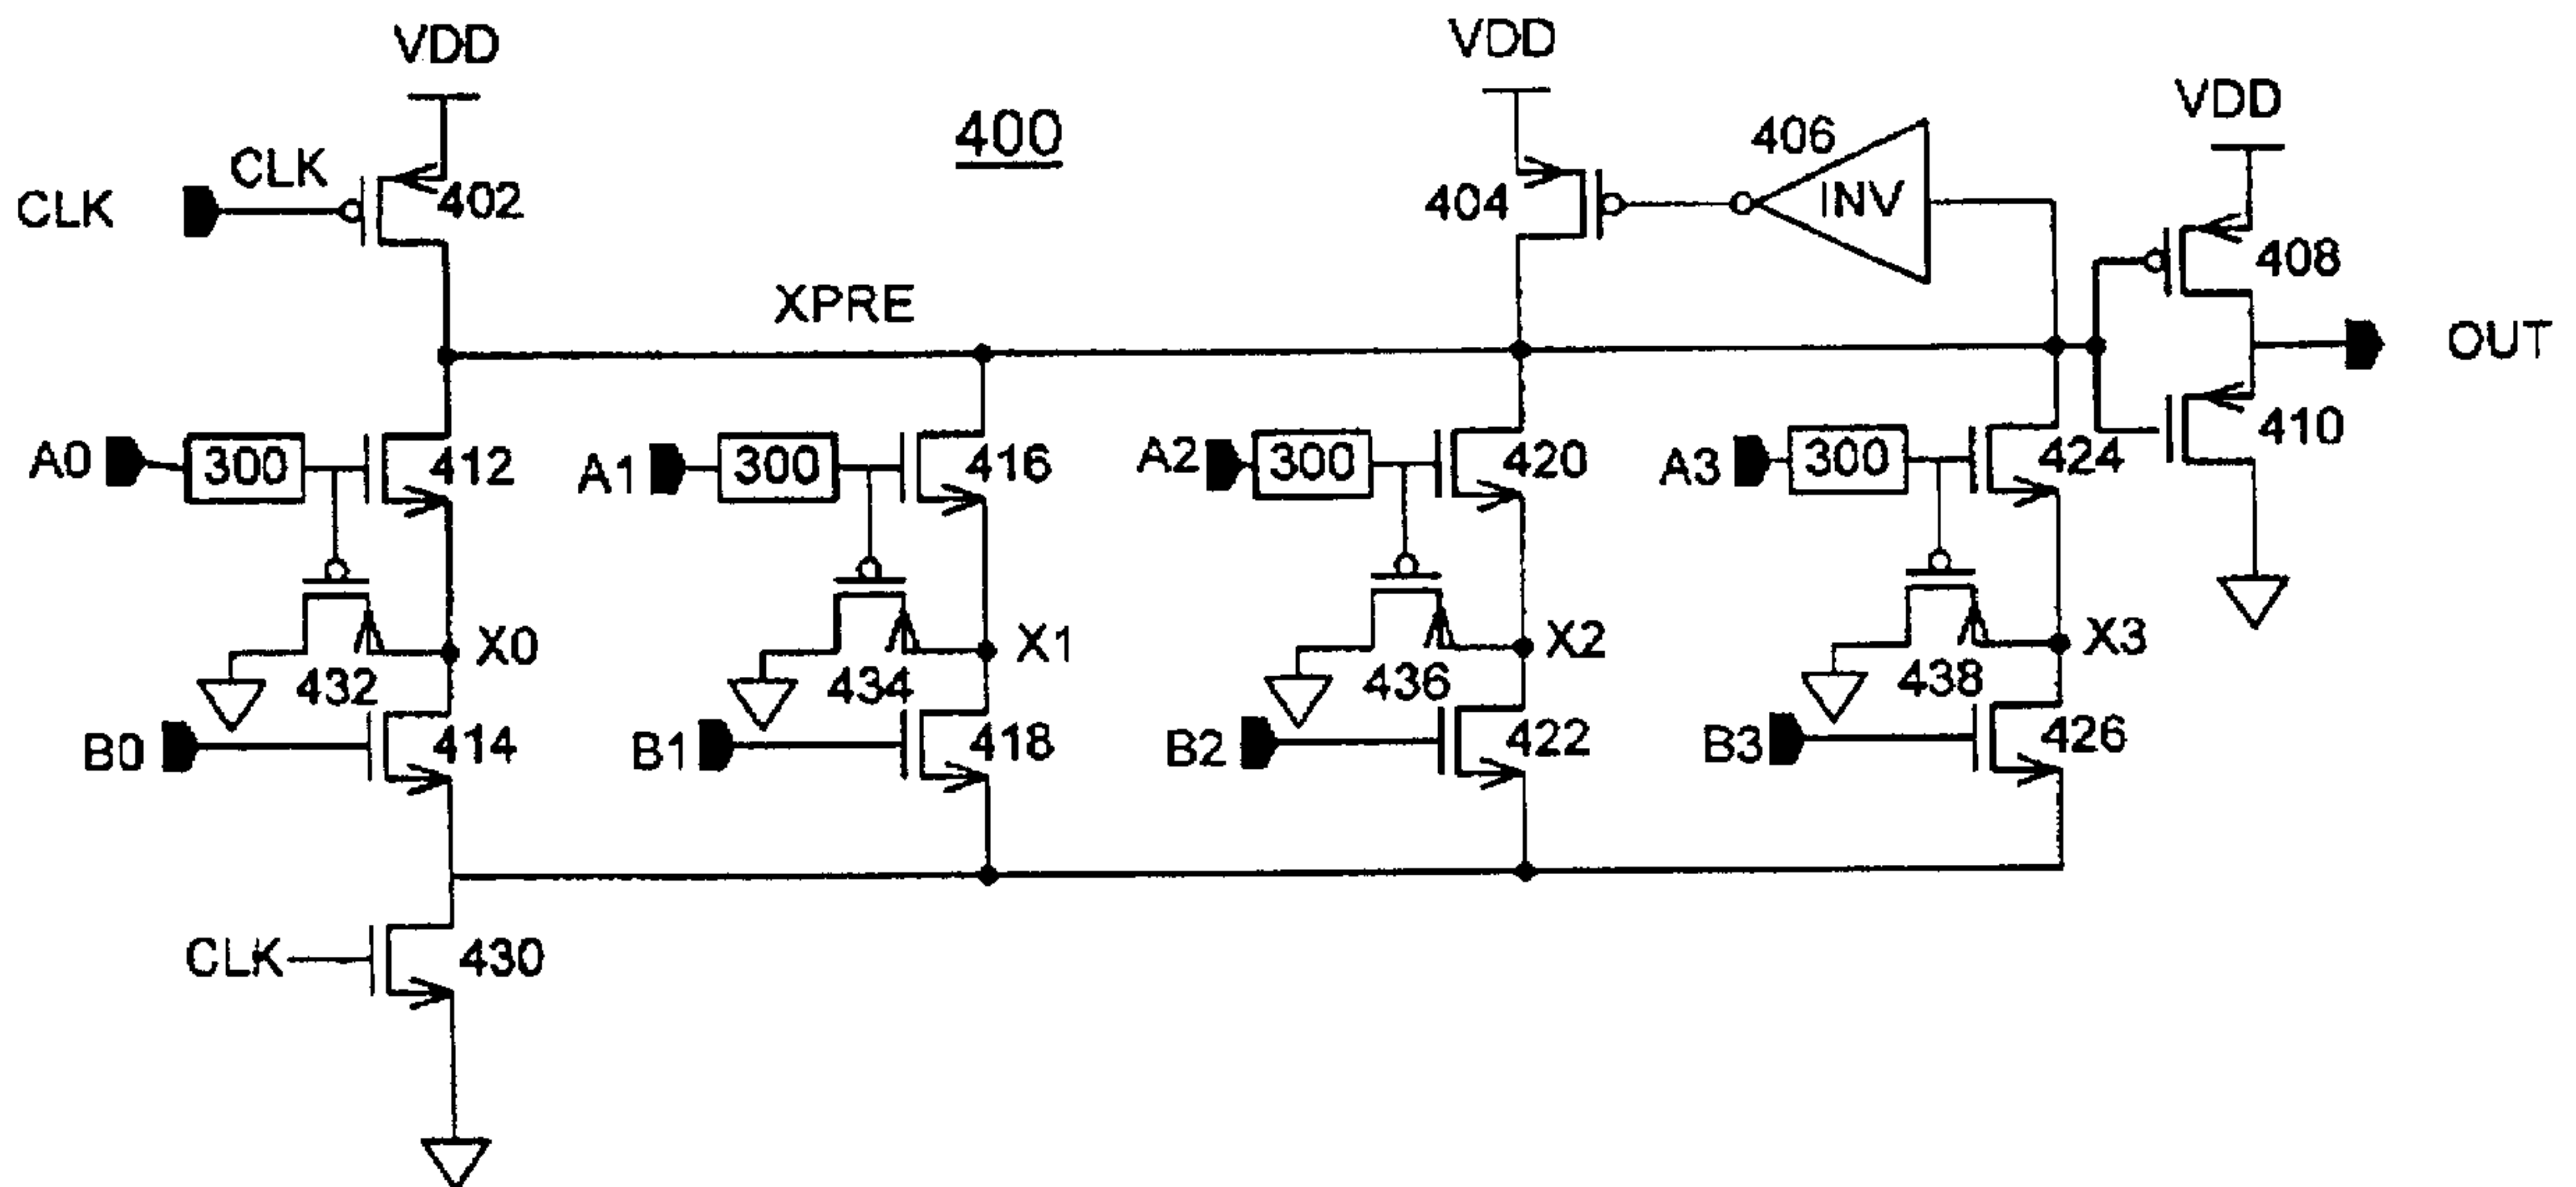 VDD
VDD
VDD
400
CLK
CLK
402
404
406
INV
408
XPRE
OUT
A0
300
412
A1
300
416
A2
300
420
A3
300
424
410
X0
X1
X2
X3
432
434
436
438
B0
414
B1
418
B2
422
B3
426
CLK
430